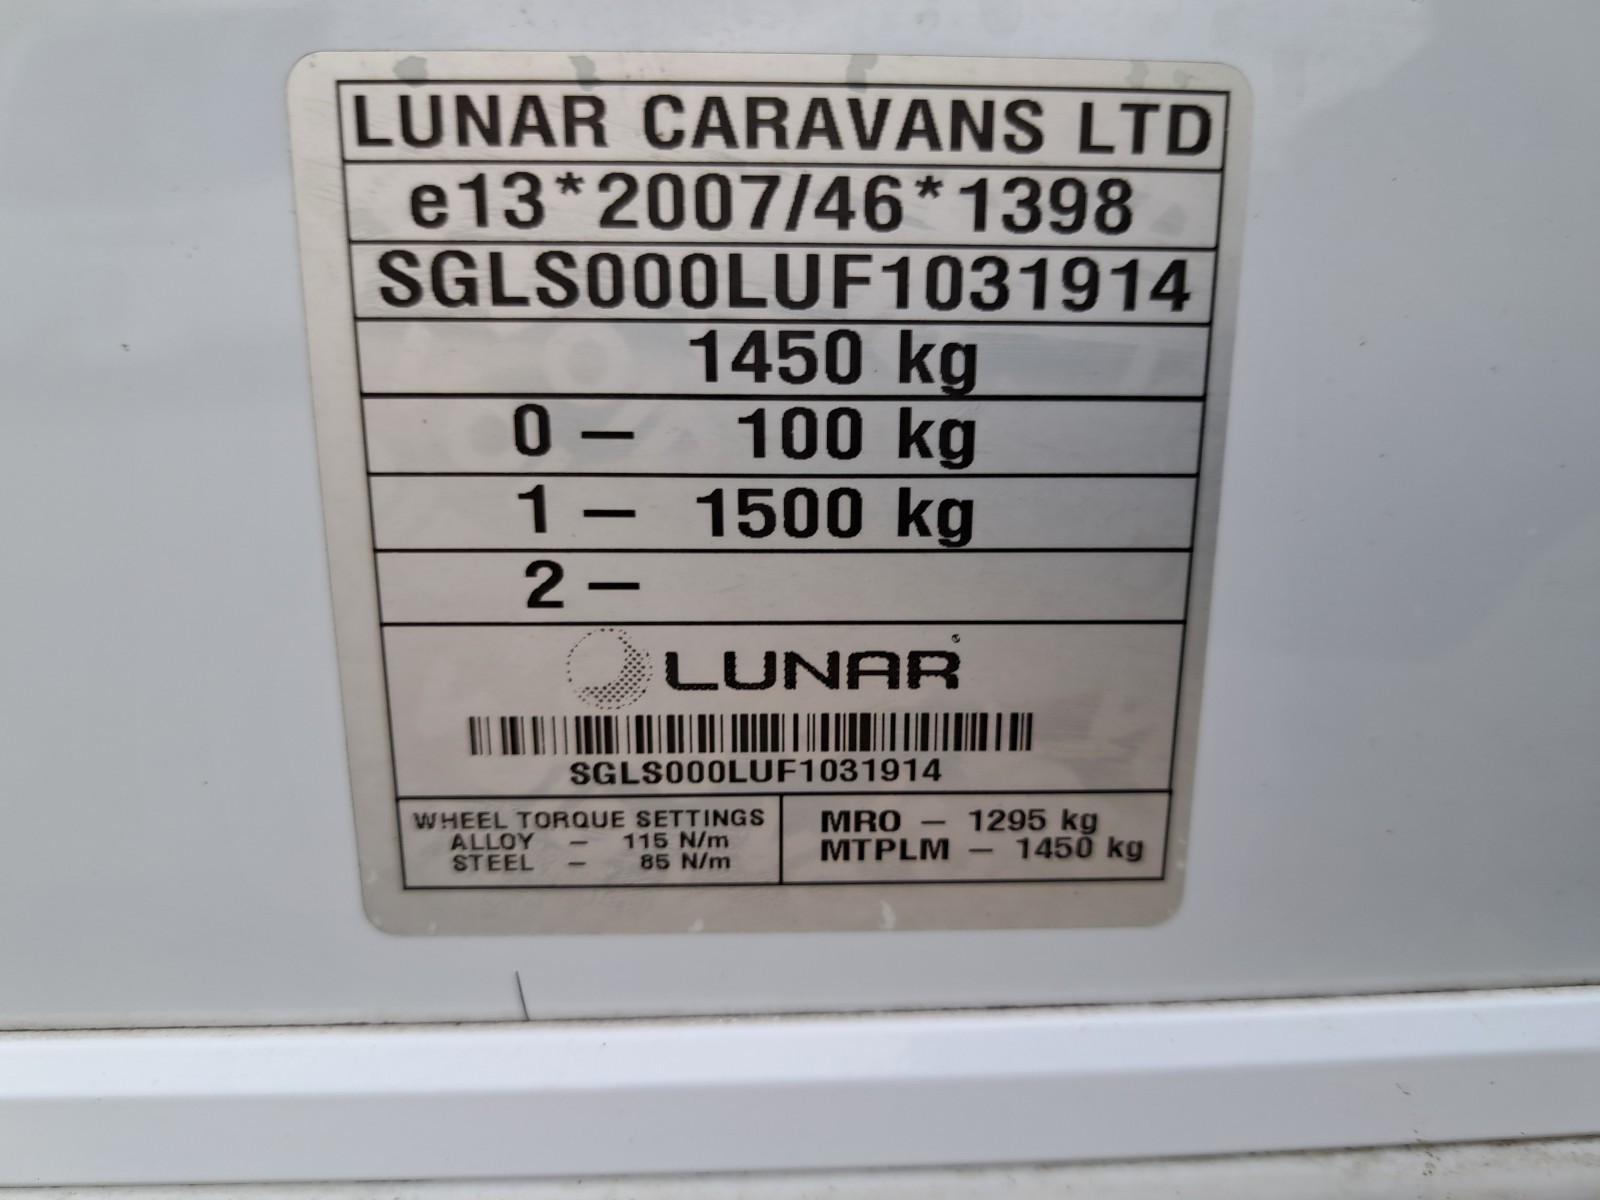 LUNAR CARAVANS LTD
e13*2007/46*1398
SGLS000LUF1031914
1450 kg
0 – 100 kg
1 – 1500 kg
2 –
LUNAR®
SGLS000LUF1031914
WHEEL TORQUE SETTINGS
ALLOY – 115 N/m
STEEL – 85 N/m
MRO – 1295 kg
MTPLM – 1450 kg